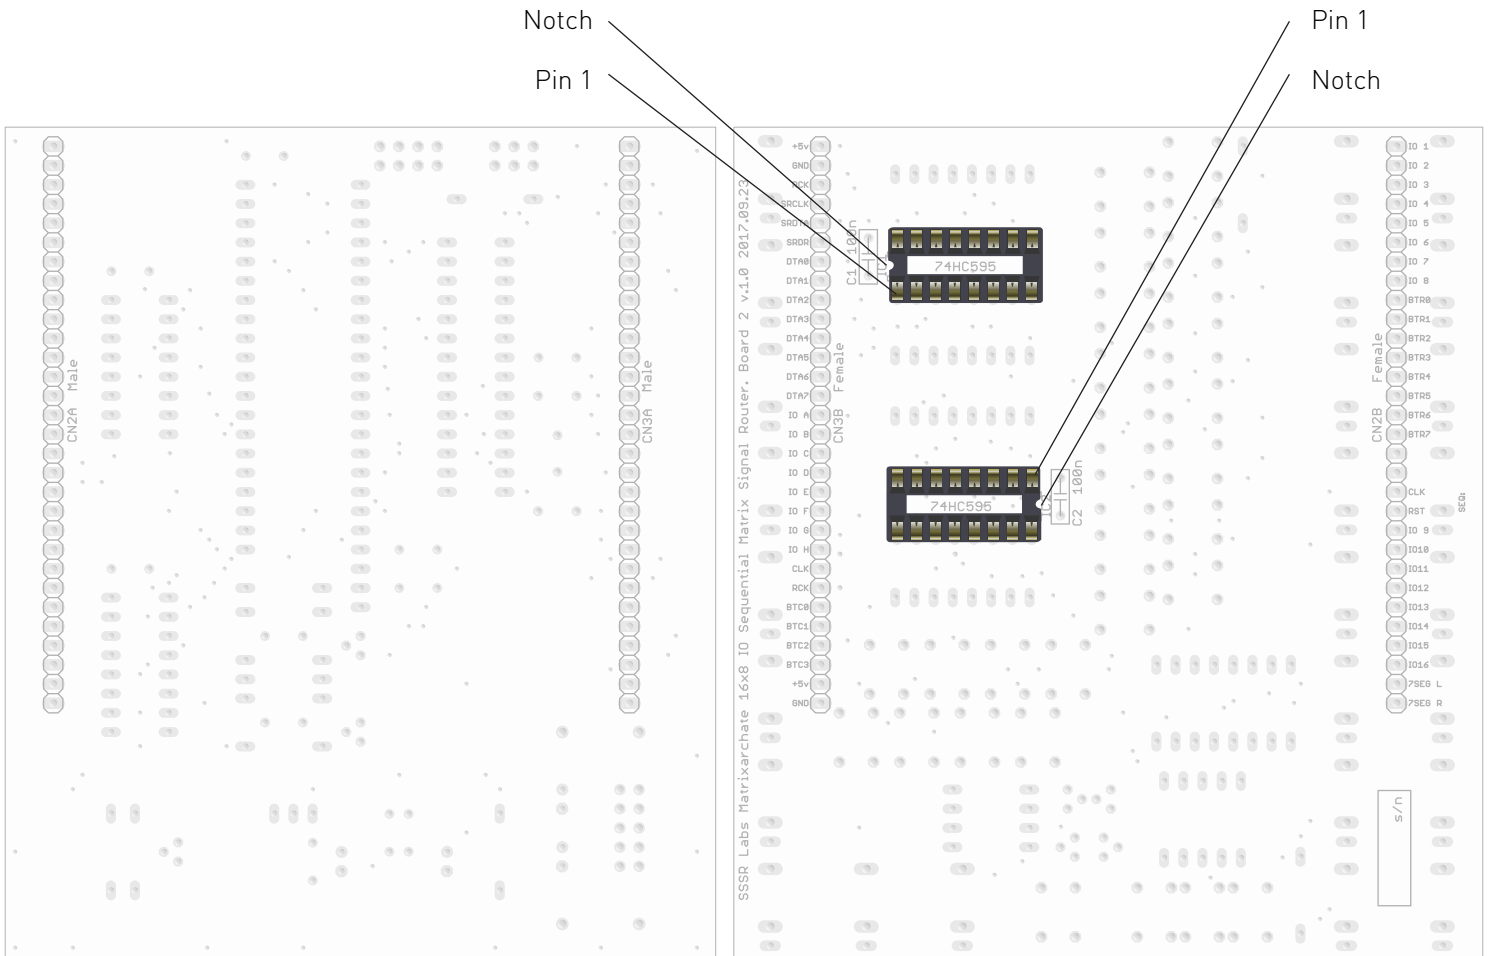 Notch
Pin 1
Pin 1
Notch
CN2A Male
CN3A Male
SSSR Labs Matrixarchate 16x8 IO Sequential Matrix Signal Router. Board 2 v.1.0 2017.09.23
+5v
GND
RCK
SRCLK
SRDTA
SRDR
DTA0
DTA1
DTA2
DTA3
DTA4
DTA5
DTA6
DTA7
IO A
IO B
IO C
IO D
IO E
IO F
IO G
IO H
CLK
RCK
BTC0
BTC1
BTC2
BTC3
+5v
GND
CN3B Female
C1 100n
IC1
74HC595
74HC595
IC2
C2 100n
CN2B Female
IO 1
IO 2
IO 3
IO 4
IO 5
IO 6
IO 7
IO 8
BTR0
BTR1
BTR2
BTR3
BTR4
BTR5
BTR6
BTR7
CLK
RST
IO 9
IO10
IO11
IO12
IO13
IO14
IO15
IO16
7SEG L
7SEG R
SEQ:
s/n